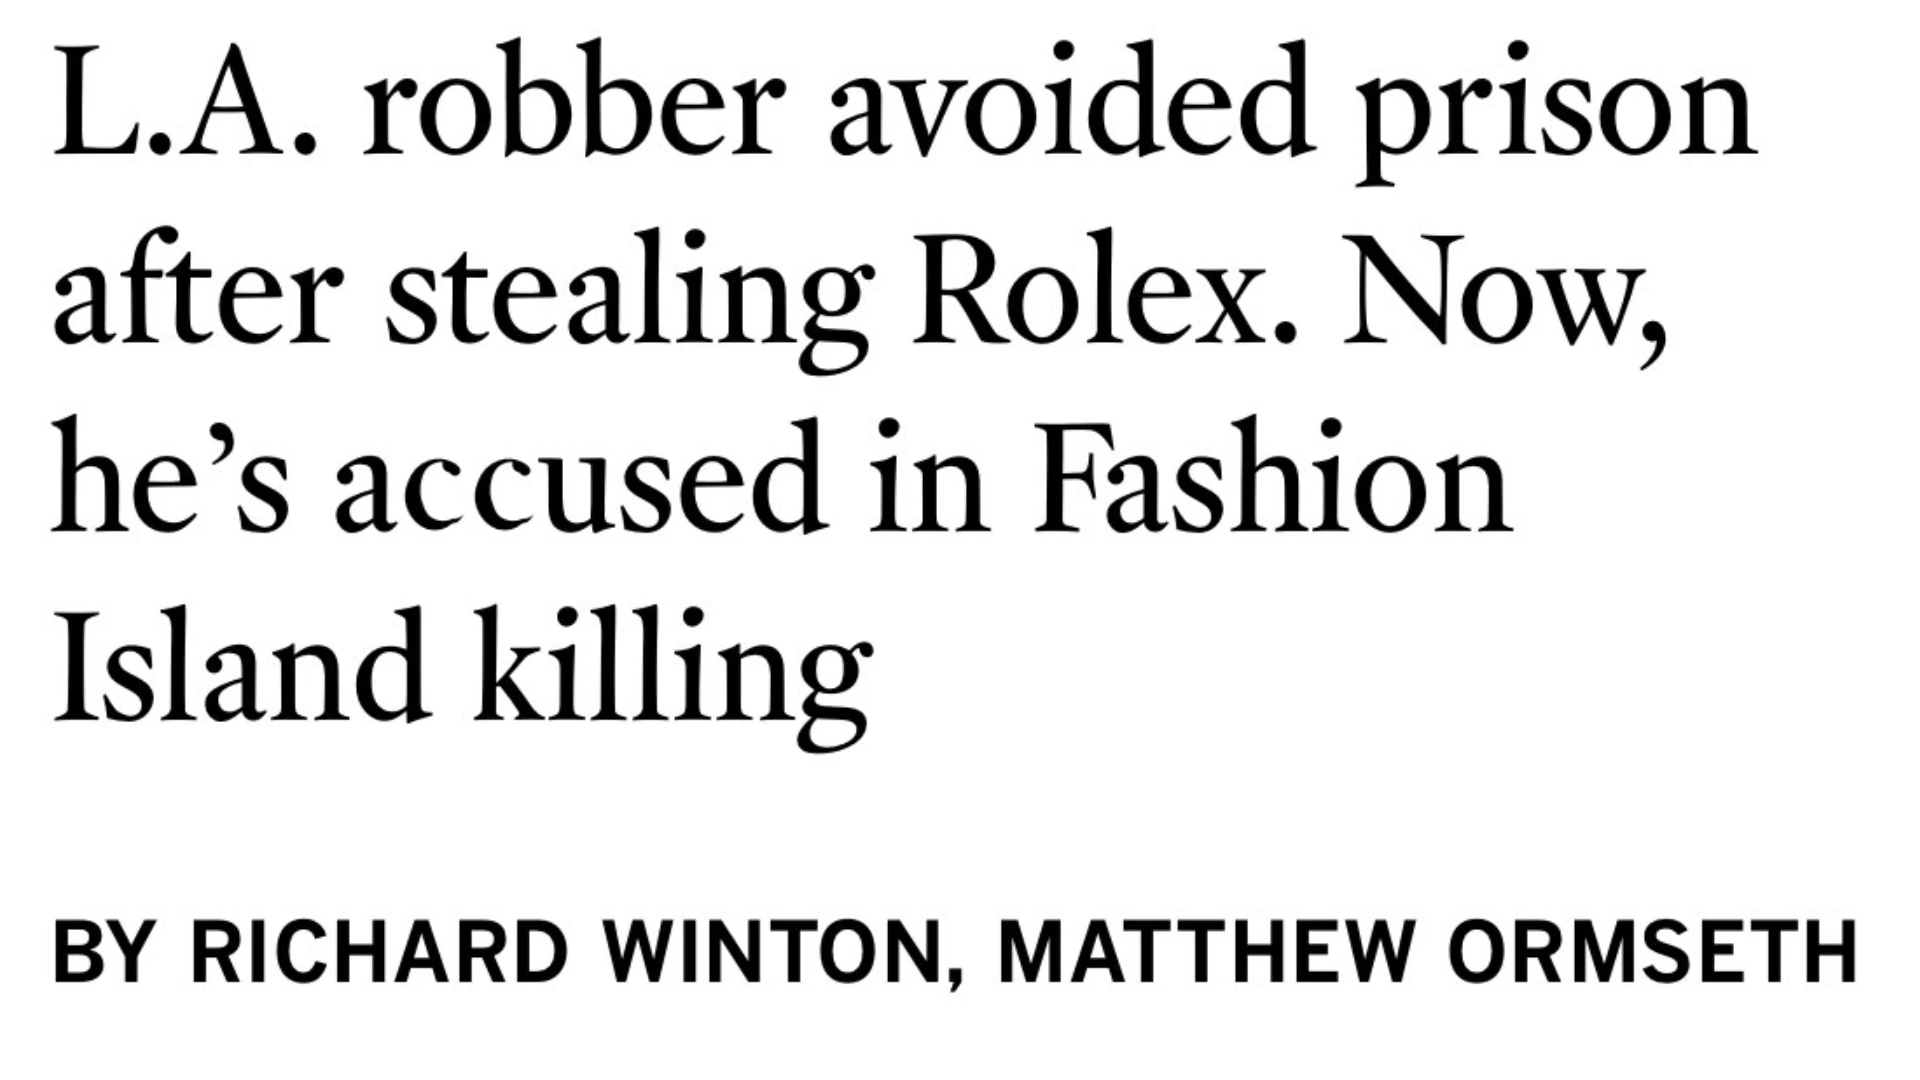 L.A. robber avoided prison
after stealing Rolex. Now,
he’s accused in Fashion
Island killing
BY RICHARD WINTON, MATTHEW ORMSETH